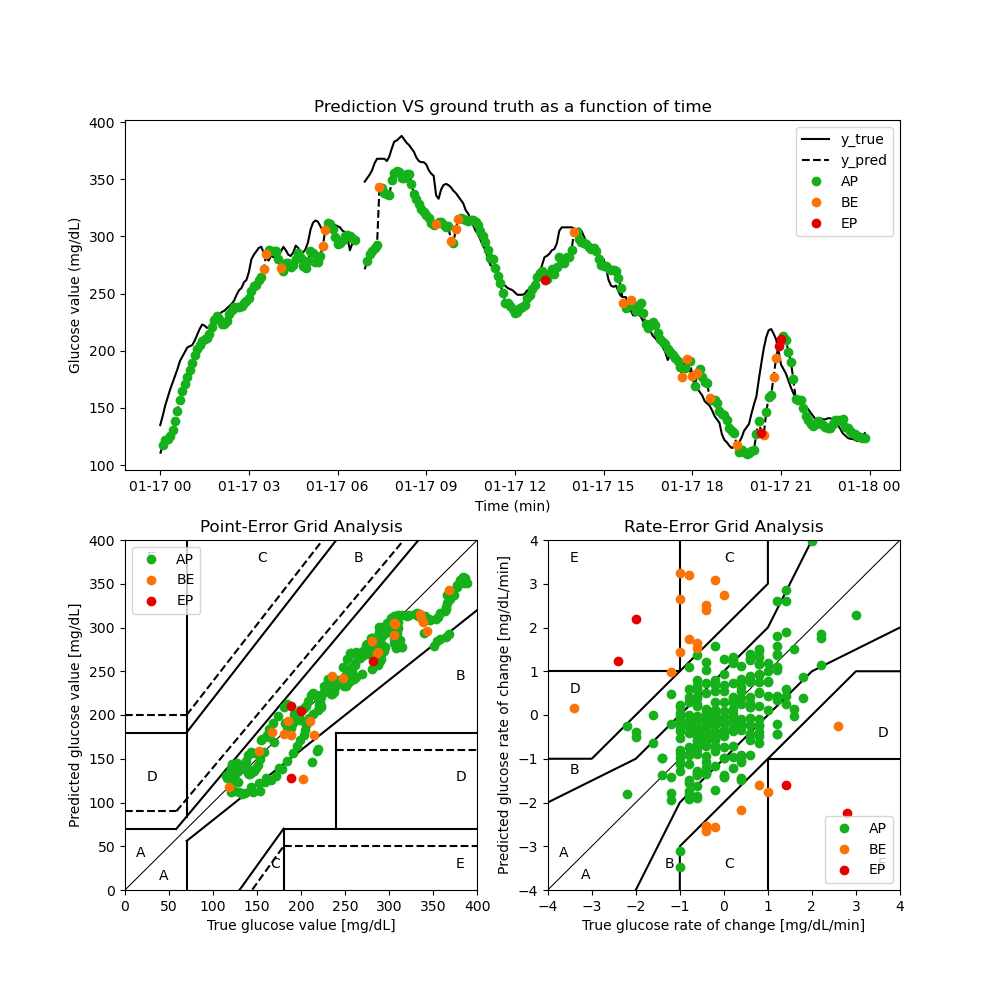 Prediction VS ground truth as a function of time
400
350
300
250
200
150
100
Glucose value (mg/dL)
y_true
y_pred
AP
BE
EP
01-17 00 01-17 03 01-17 06 01-17 09 01-17 12 01-17 15 01-17 18 01-17 21 01-18 00
Time (min)
Point-Error Grid Analysis
400
350
300
250
200
150
100
50
0
Predicted glucose value [mg/dL]
AP
BE
EP
E
C
B
B
D
D
A
A
C
E
0 50 100 150 200 250 300 350 400
True glucose value [mg/dL]
Rate-Error Grid Analysis
4
3
2
1
0
−1
−2
−3
−4
Predicted glucose rate of change [mg/dL/min]
E
C
D
D
B
A
A
B
C
E
AP
BE
EP
−4 −3 −2 −1 0 1 2 3 4
True glucose rate of change [mg/dL/min]